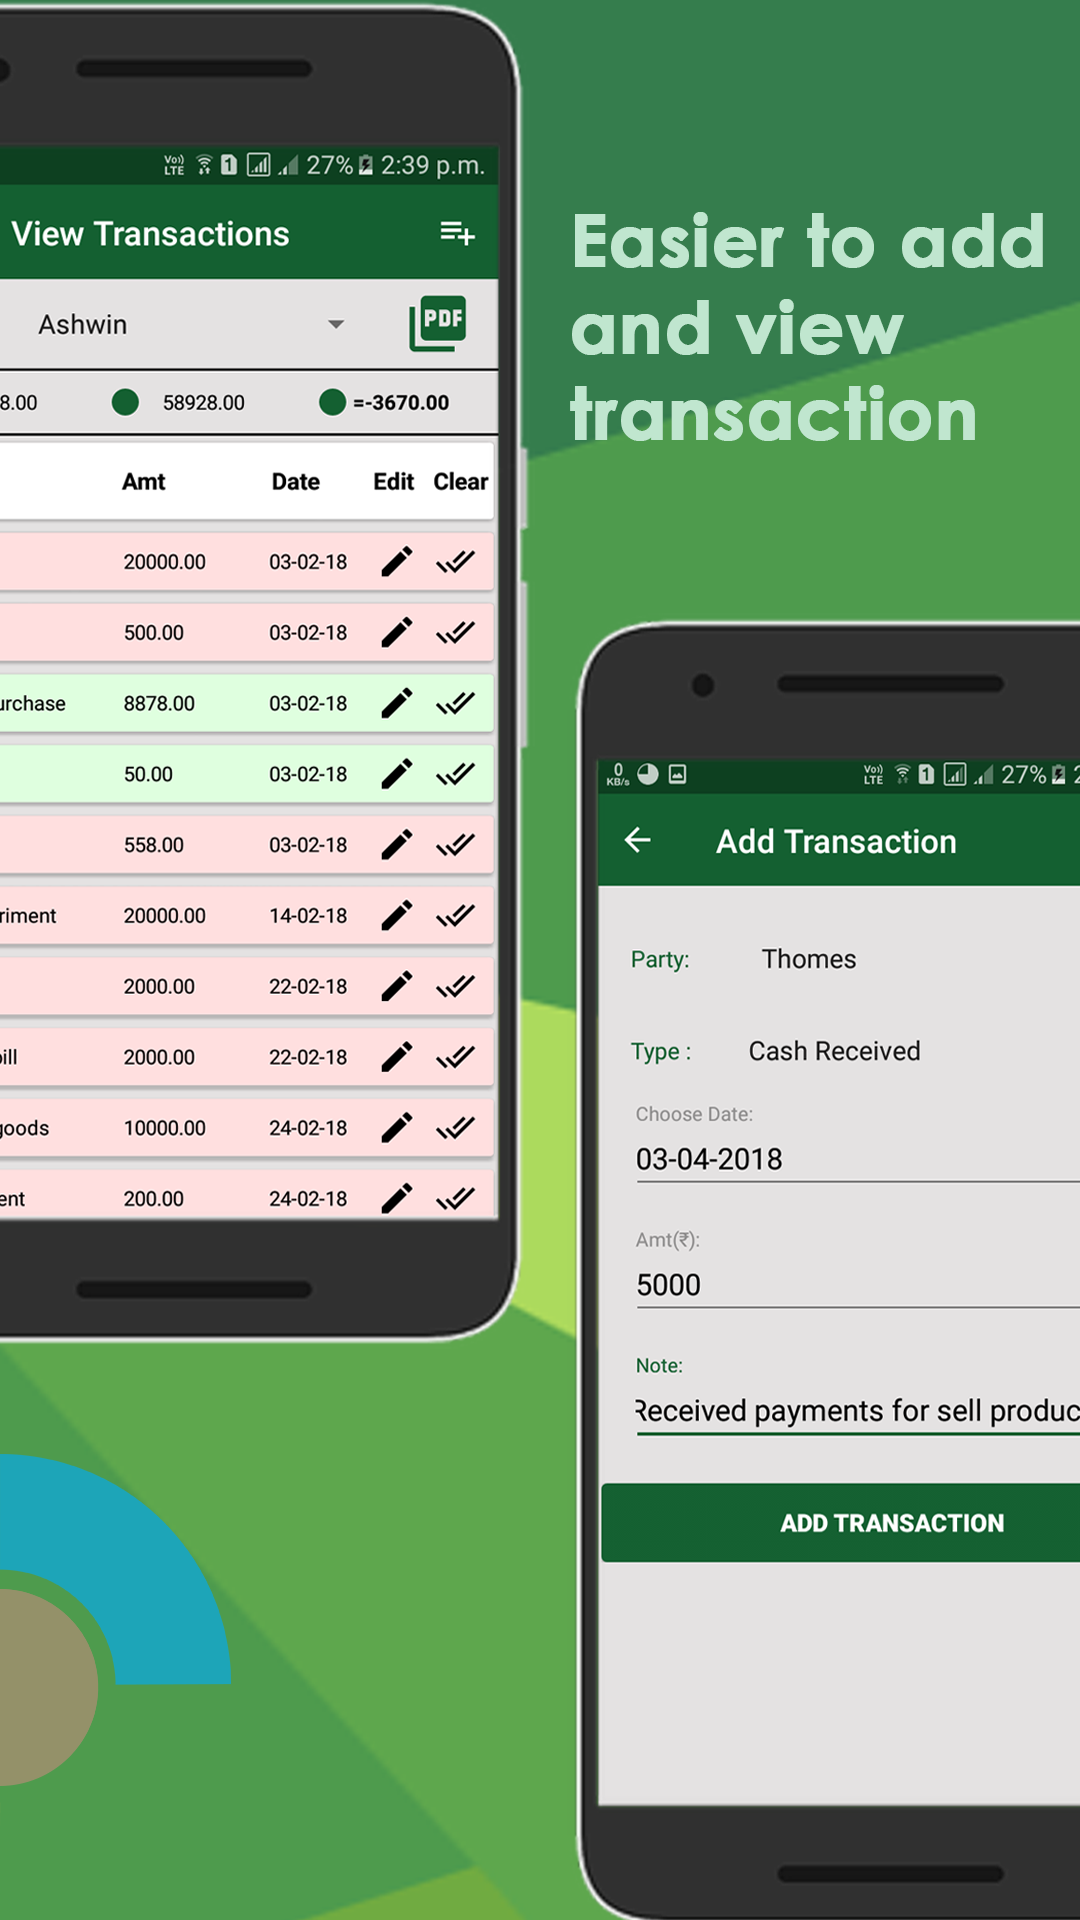 Vo)) LTE 1 27% 2:39 p.m.
View Transactions
Ashwin PDF
8.00 58928.00 =-3670.00
Amt Date Edit Clear
20000.00 03-02-18
500.00 03-02-18
urchase 8878.00 03-02-18
50.00 03-02-18
558.00 03-02-18
riment 20000.00 14-02-18
2000.00 22-02-18
ill 2000.00 22-02-18
goods 10000.00 24-02-18
ent 200.00 24-02-18
Easier to add
and view
transaction
0 KB/s Vo)) LTE 1 27% 2
Add Transaction
Party: Thomes
Type : Cash Received
Choose Date:
03-04-2018
Amt(₹):
5000
Note:
Received payments for sell produc
ADD TRANSACTION